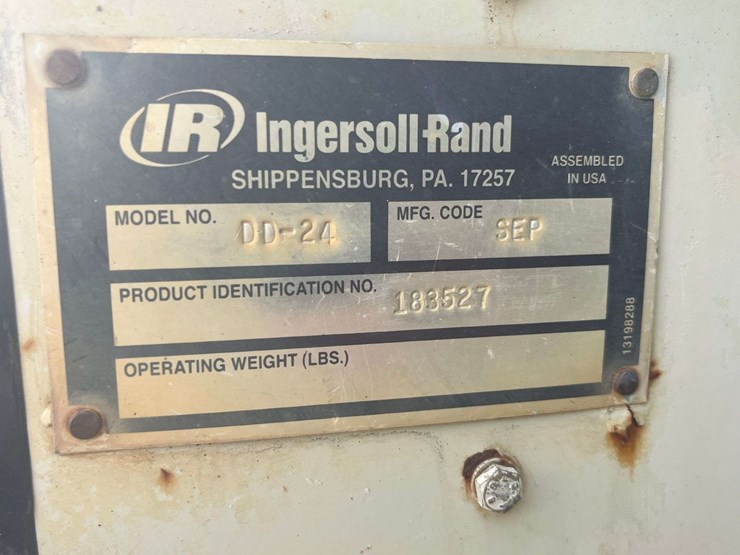 IR Ingersoll-Rand
SHIPPENSBURG, PA. 17257
ASSEMBLED
IN USA
MODEL NO. DD-24
MFG. CODE SEP
PRODUCT IDENTIFICATION NO. 183527
OPERATING WEIGHT (LBS.)
13198288